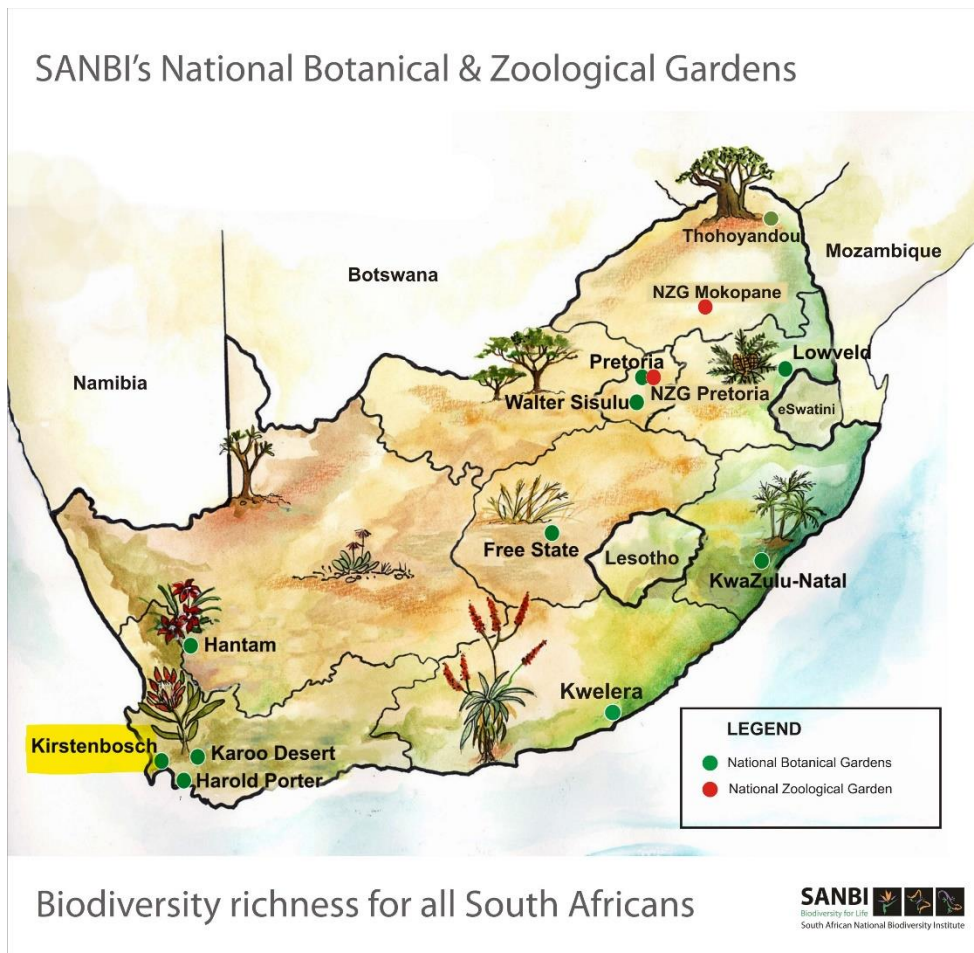 SANBI's National Botanical & Zoological Gardens
Thohoyandou
Mozambique
Botswana
NZG Mokopane
Namibia
Pretoria
Lowveld
NZG Pretoria
Walter Sisulu
eSwatini
Free State
Lesotho
KwaZulu-Natal
Hantam
Kwelera
Kirstenbosch
Karoo Desert
Harold Porter
LEGEND
National Botanical Gardens
National Zoological Garden
Biodiversity richness for all South Africans
SANBI
Biodiversity for Life
South African National Biodiversity Institute